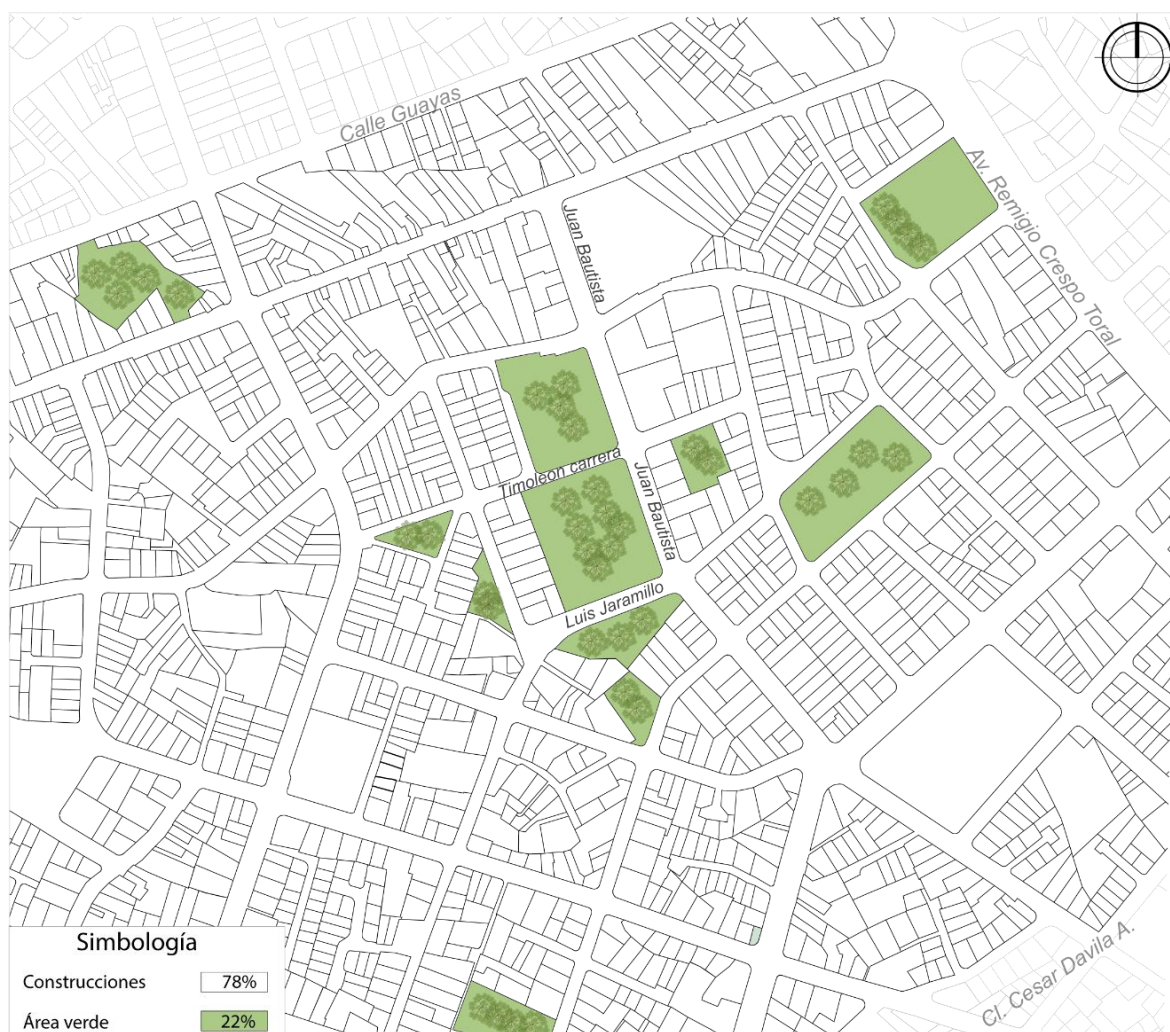 Calle Guayas
Av. Remigio Crespo Toral
Juan Bautista
Timoleon carrera
Juan Bautista
Luis Jaramillo
Cl. Cesar Davila A.
Simbología
Construcciones 78%
Área verde 22%